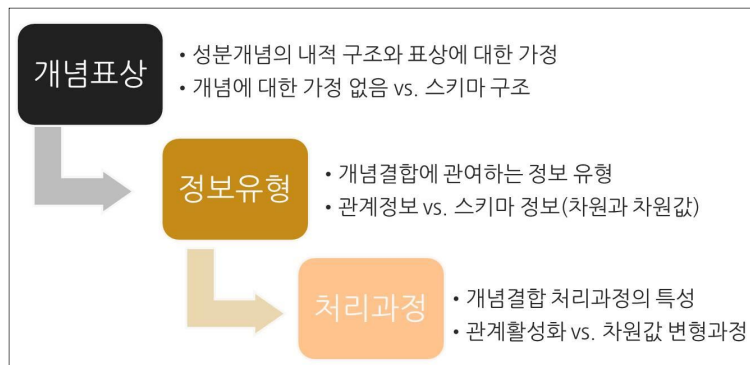 개념표상
• 성분개념의 내적 구조와 표상에 대한 가정
• 개념에 대한 가정 없음 vs. 스키마 구조
정보유형
• 개념결합에 관여하는 정보 유형
• 관계정보 vs. 스키마 정보(차원과 차원값)
처리과정
• 개념결합 처리과정의 특성
• 관계활성화 vs. 차원값 변형과정